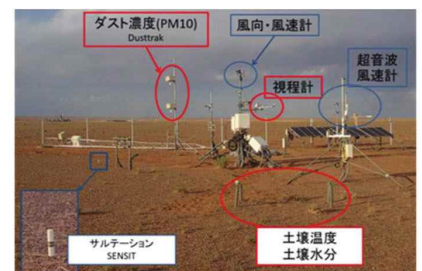 ダスト濃度(PM10)
Dusttrak
風向・風速計
超音波
風速計
視程計
サルテーション
SENSIT
土壌温度
土壌水分